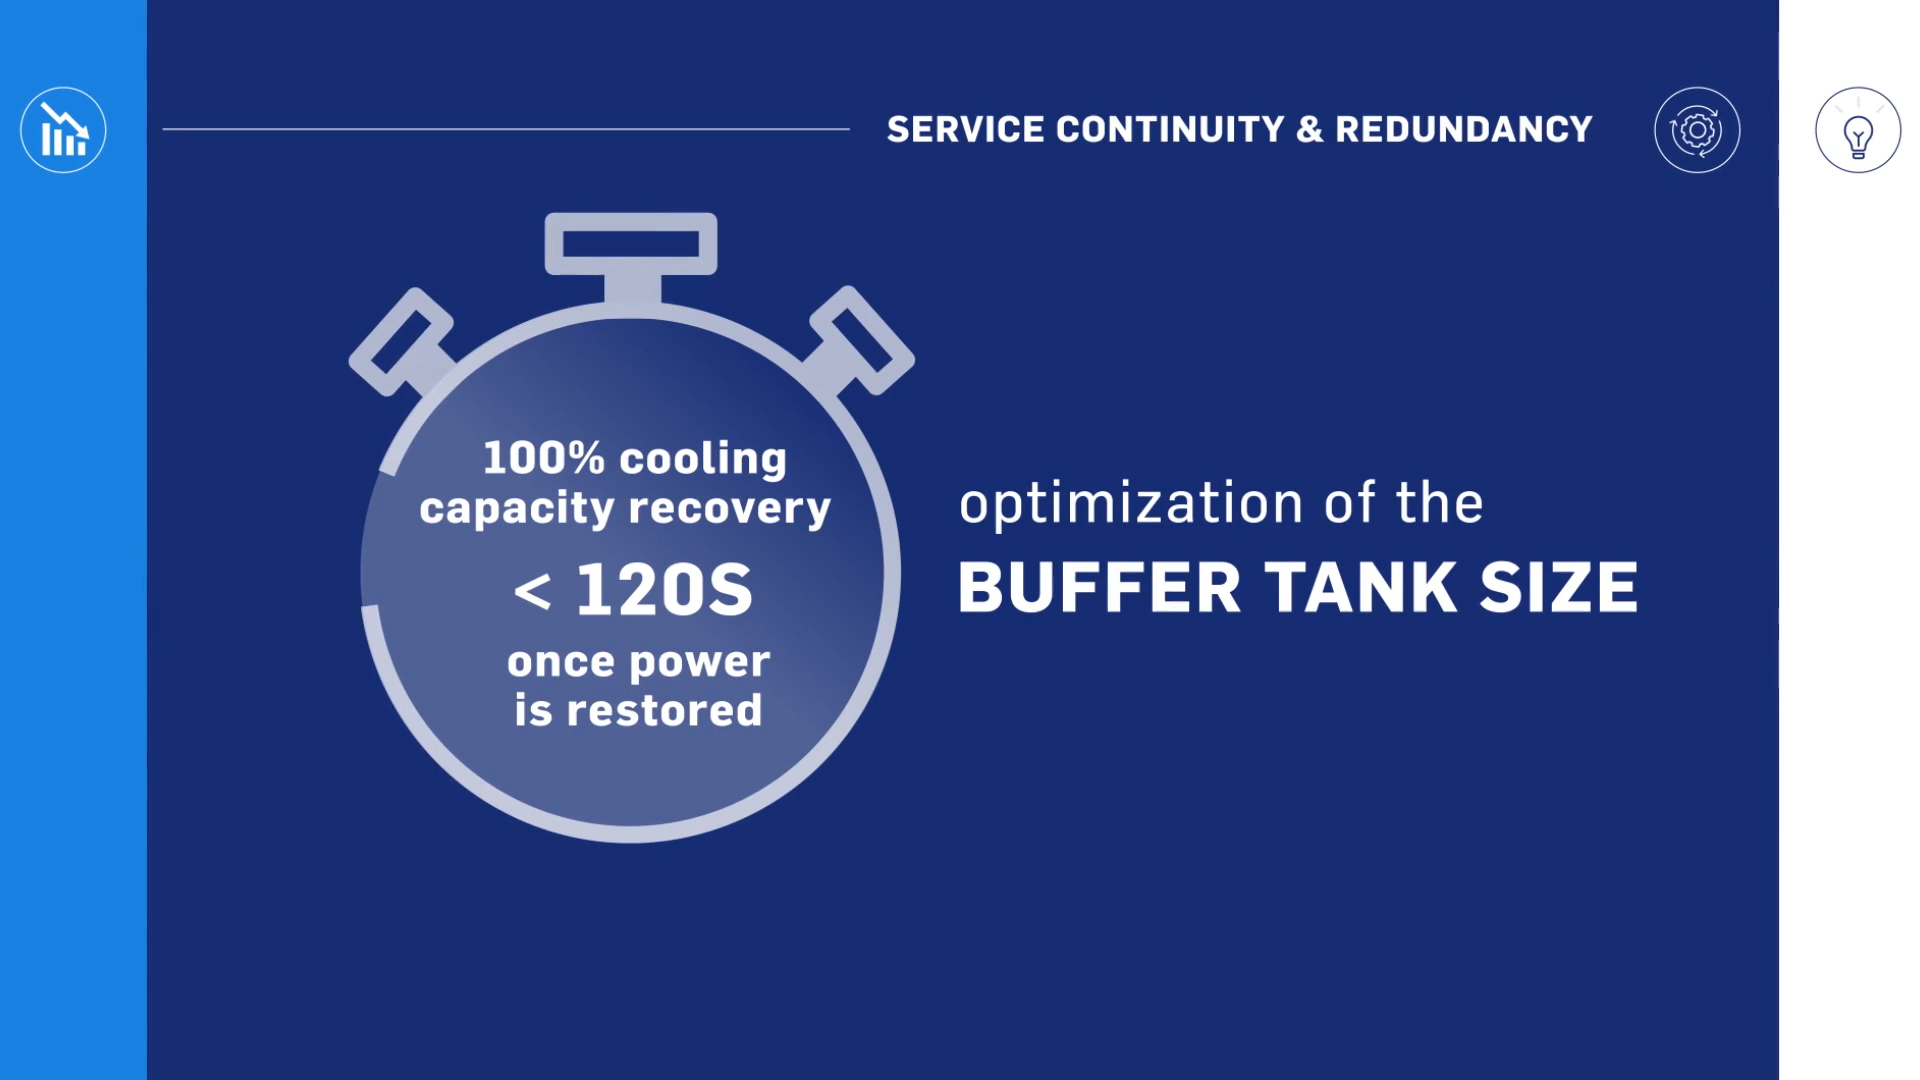 SERVICE CONTINUITY & REDUNDANCY
100% cooling
capacity recovery
< 120S
once power
is restored
optimization of the
BUFFER TANK SIZE